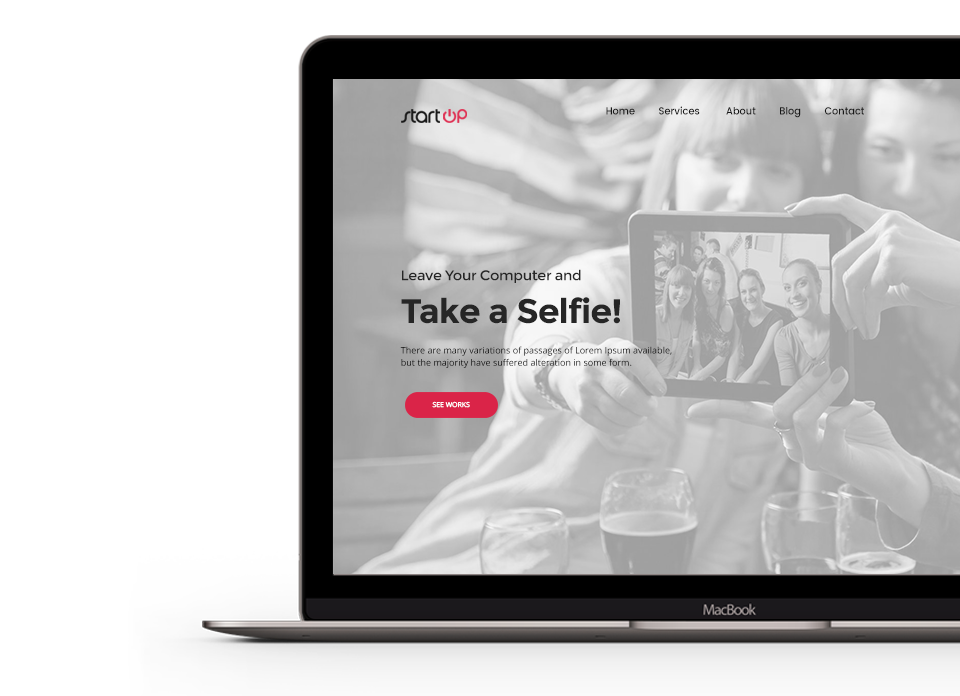 start UP
Home Services About Blog Contact
Leave Your Computer and
Take a Selfie!
There are many variations of passages of Lorem Ipsum available,
but the majority have suffered alteration in some form.
SEE WORKS
MacBook